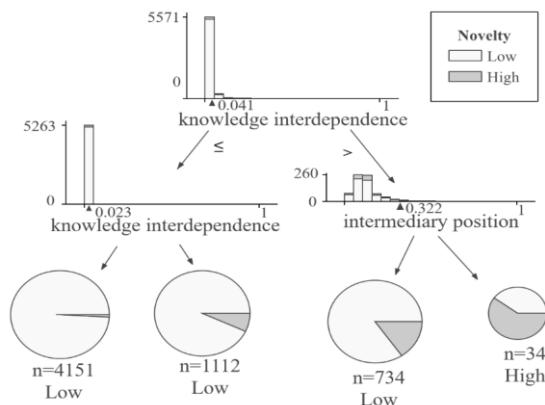 5571
0
0.041
1
knowledge interdependence
Novelty
Low
High
≤
>
5263
0
0.023
1
knowledge interdependence
260
0
0.322
1
intermediary position
n=4151
Low
n=1112
Low
n=734
Low
n=34
High